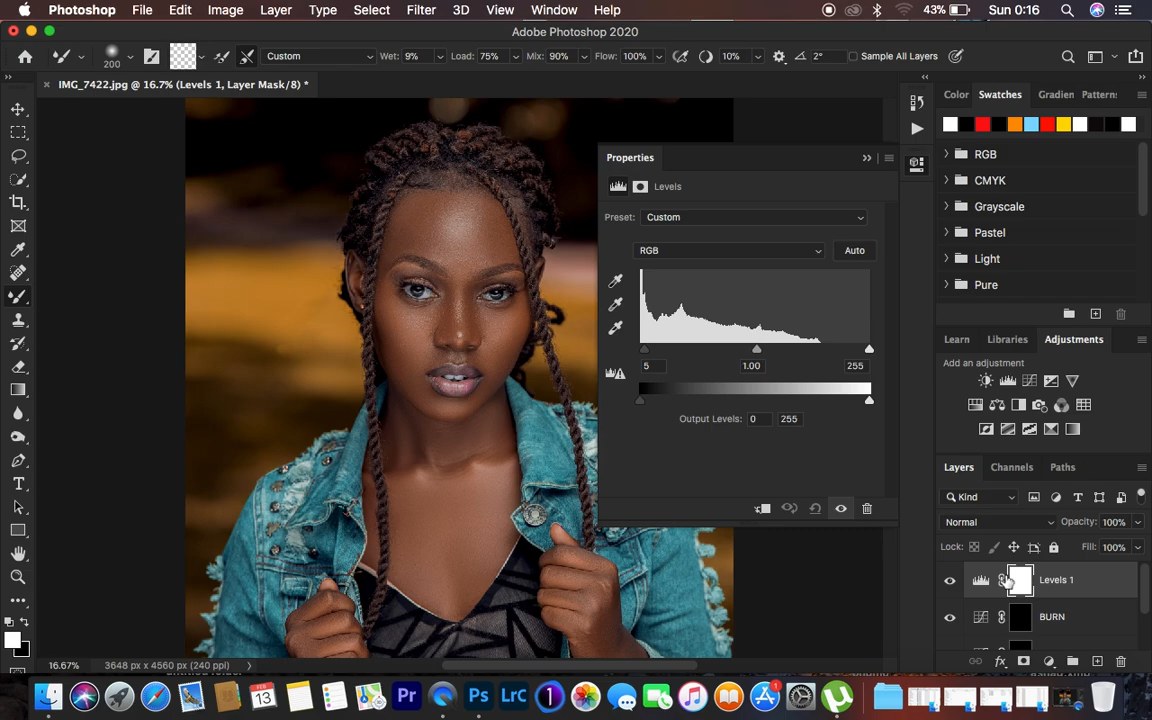 Photoshop File Edit Image Layer Type Select Filter 3D View Window Help 43% Sun 0:16
Adobe Photoshop 2020
200 Custom Wet: 9% Load: 75% Mix: 90% Flow: 100% 10% 2° Sample All Layers
IMG_7422.jpg @ 16.7% (Levels 1, Layer Mask/8) *
Color Swatches Gradien Patterns
RGB
CMYK
Grayscale
Pastel
Light
Pure
Properties
Levels
Preset: Custom
RGB Auto
5 1.00 255
Output Levels: 0 255
Learn Libraries Adjustments
Add an adjustment
Layers Channels Paths
Kind
Normal Opacity: 100%
Lock: Fill: 100%
Levels 1
BURN
16.67% 3648 px x 4560 px (240 ppi)
FEB
13
Pr
Ps
LrC